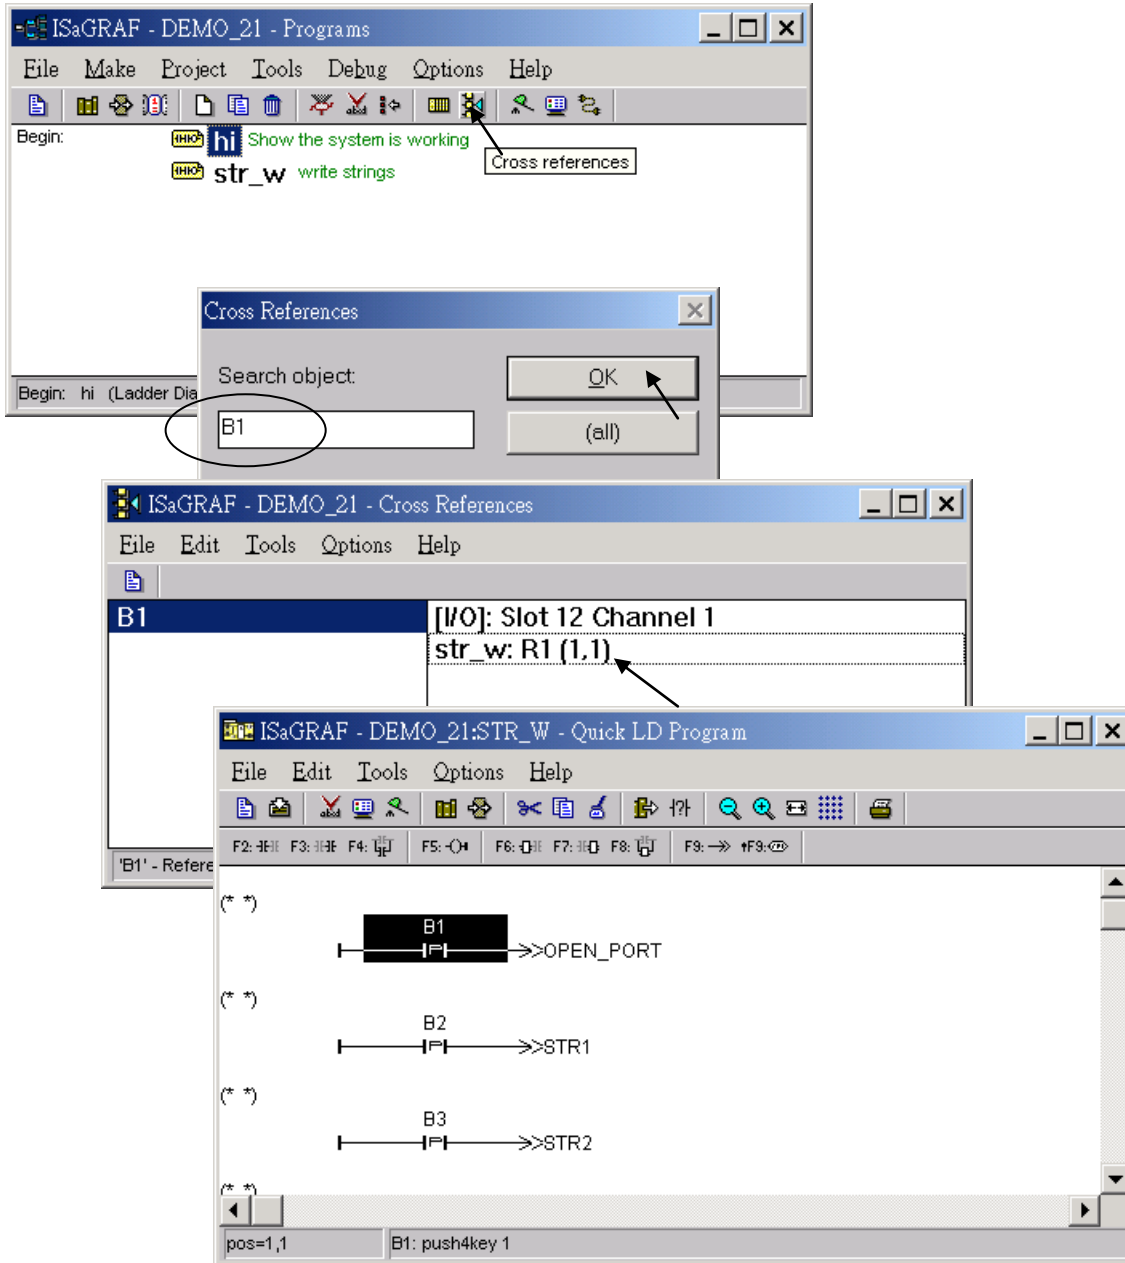 ISaGRAF - DEMO_21 - Programs
File Make Project Tools Debug Options Help
Begin: hi Show the system is working
Cross references
str_w write strings
Cross References
Search object: OK
B1 (all)
Begin: hi (Ladder Dia
ISaGRAF - DEMO_21 - Cross References
File Edit Tools Options Help
B1 [I/O]: Slot 12 Channel 1
str_w: R1 (1,1)
ISaGRAF - DEMO_21:STR_W - Quick LD Program
File Edit Tools Options Help
F2: F3: F4: F5: F6: F7: F8: F9: F9:
'B1' - Refere
(* *)
B1
>>OPEN_PORT
(* *)
B2
>>STR1
(* *)
B3
>>STR2
(* *)
pos=1,1 B1: push4key 1